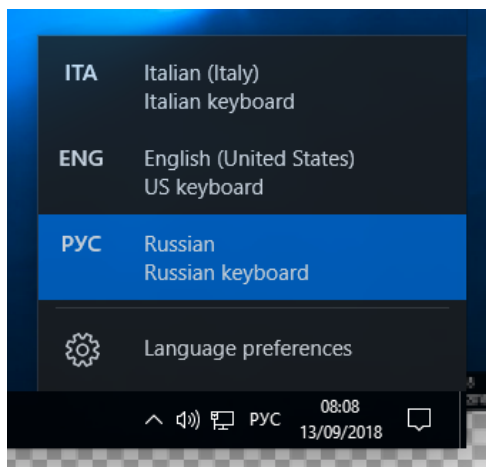 ITA Italian (Italy)
Italian keyboard
ENG English (United States)
US keyboard
РУС Russian
Russian keyboard
Language preferences
РУС 08:08
13/09/2018